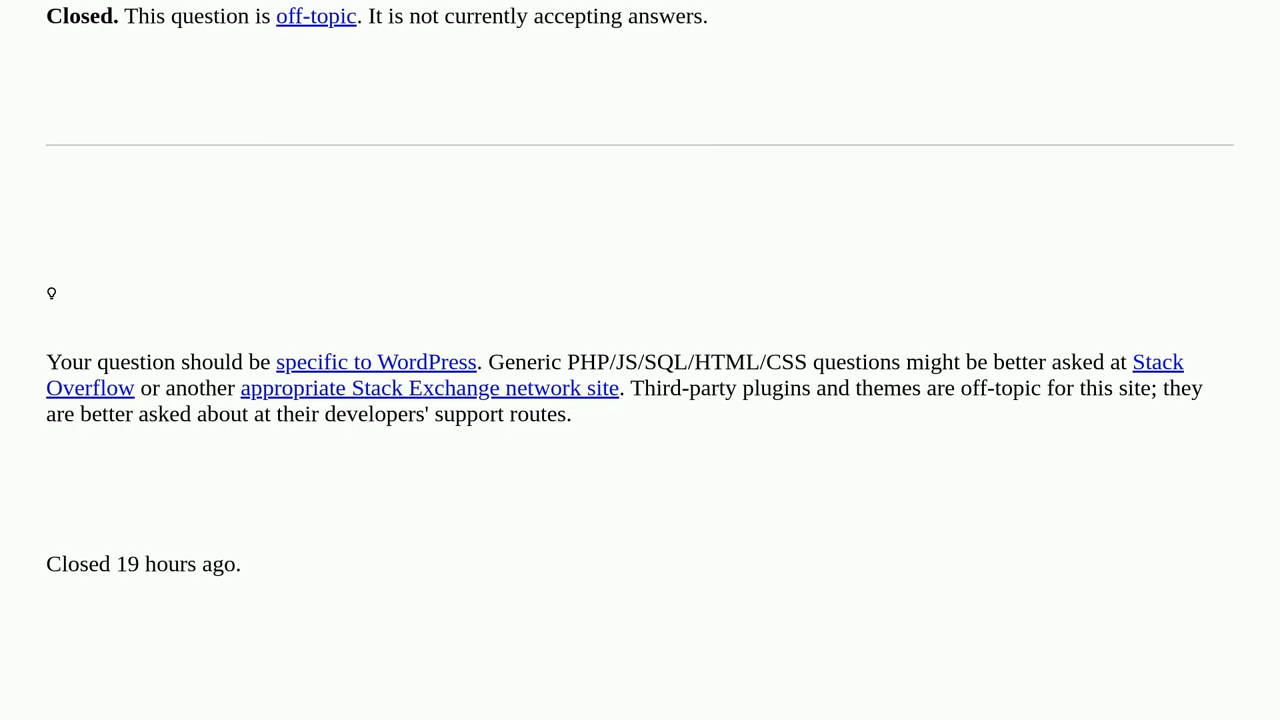 Closed. This question is off-topic. It is not currently accepting answers.
Your question should be specific to WordPress. Generic PHP/JS/SQL/HTML/CSS questions might be better asked at Stack
Overflow or another appropriate Stack Exchange network site. Third-party plugins and themes are off-topic for this site; they
are better asked about at their developers' support routes.
Closed 19 hours ago.